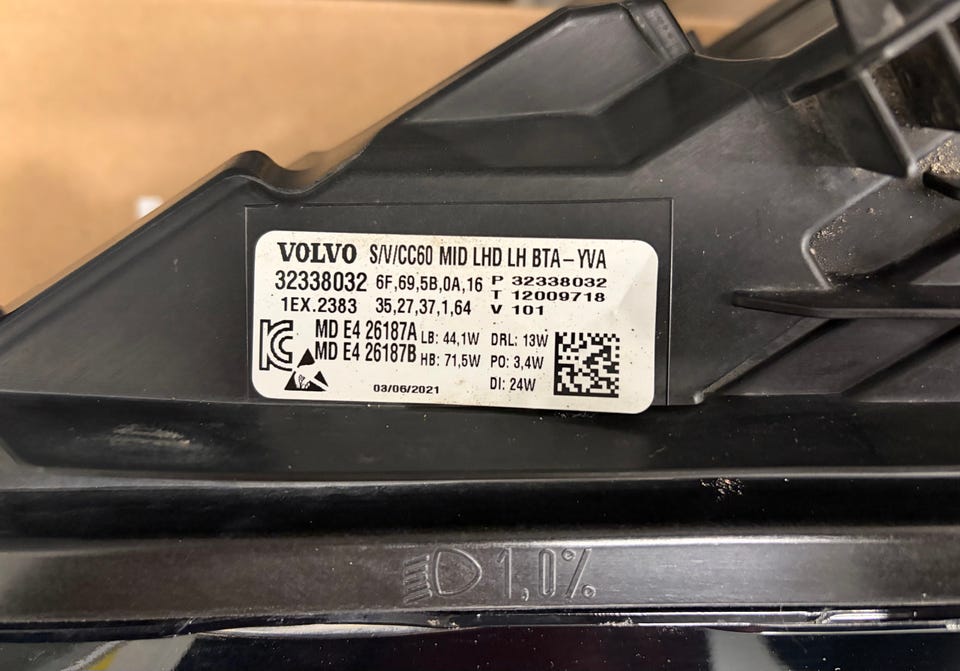 VOLVO S/V/CC60 MID LHD LH BTA-YVA
32338032 6F,69,5B,0A,16 P 32338032
T 12009718
1EX.2383 35,27,37,1,64 V 101
MD E4 26187A LB: 44,1W DRL: 13W
MD E4 26187B HB: 71,5W PO: 3,4W
DI: 24W
03/06/2021
1,0%